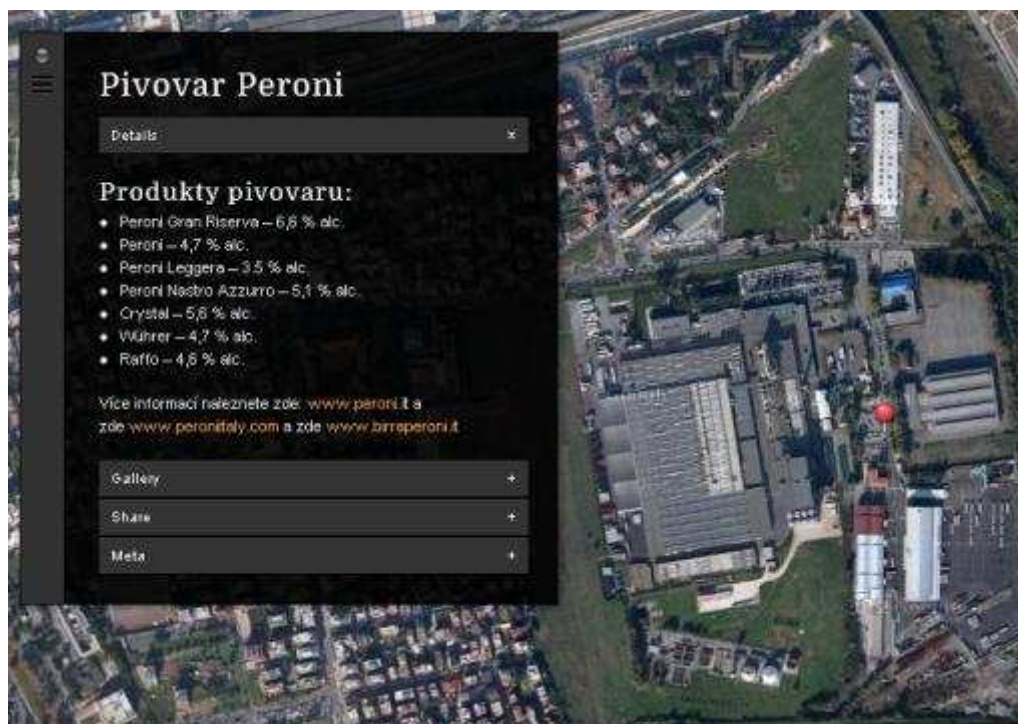 Pivovar Peroni
Details ×
Produkty pivovaru:
• Peroni Gran Riserva – 6,6 % alc.
• Peroni – 4,7 % alc.
• Peroni Leggera – 3.5 % alc.
• Peroni Nastro Azzurro – 5,1 % alc.
• Crystal – 5,6 % alc.
• Wührer – 4,7 % alc.
• Raffo – 4,6 % alc.
Více informací naleznete zde: www.peroni.it a
zde www.peroniitaly.com a zde www.birraperoni.it
Gallery +
Share +
Meta +